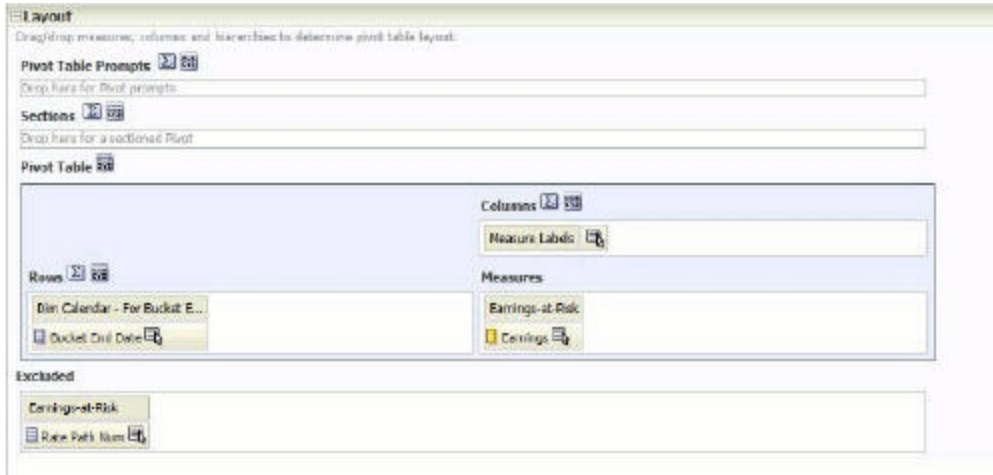 Layout
Drag/drop measures, columns and hierarchies to determine pivot table layout.
Pivot Table Prompts
Drop here for Pivot prompts
Sections
Drop here for a sectioned Pivot
Pivot Table
Columns
Measure Labels
Rows
Measures
Dim Calendar - For Bucket E...
Earnings-at-Risk
Bucket End Date
Earnings
Excluded
Earnings-at-Risk
Rate Path Num